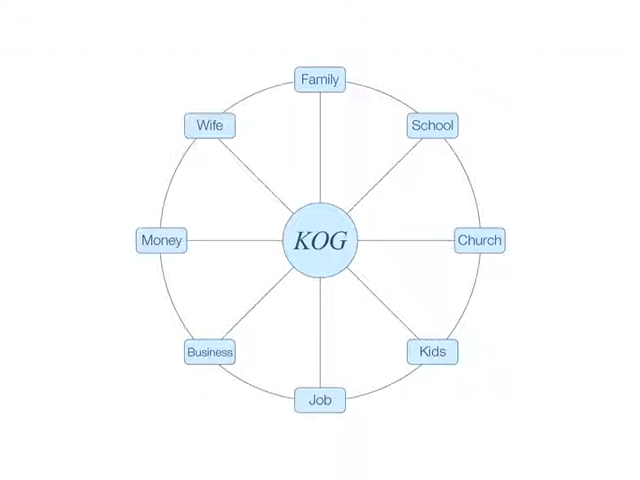 Family
Wife
School
Money
KOG
Church
Business
Kids
Job